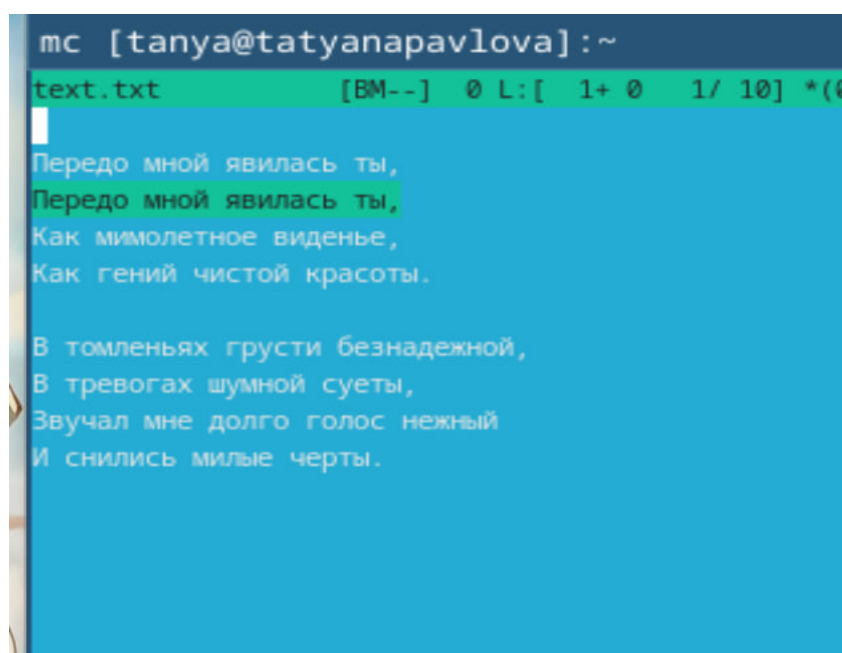 mc [tanya@tatyanapavlova]:~
text.txt [BM--] 0 L:[ 1+ 0 1/ 10] *(0
Передо мной явилась ты,
Передо мной явилась ты,
Как мимолетное виденье,
Как гений чистой красоты.
В томленьях грусти безнадежной,
В тревогах шумной суеты,
Звучал мне долго голос нежный
И снились милые черты.